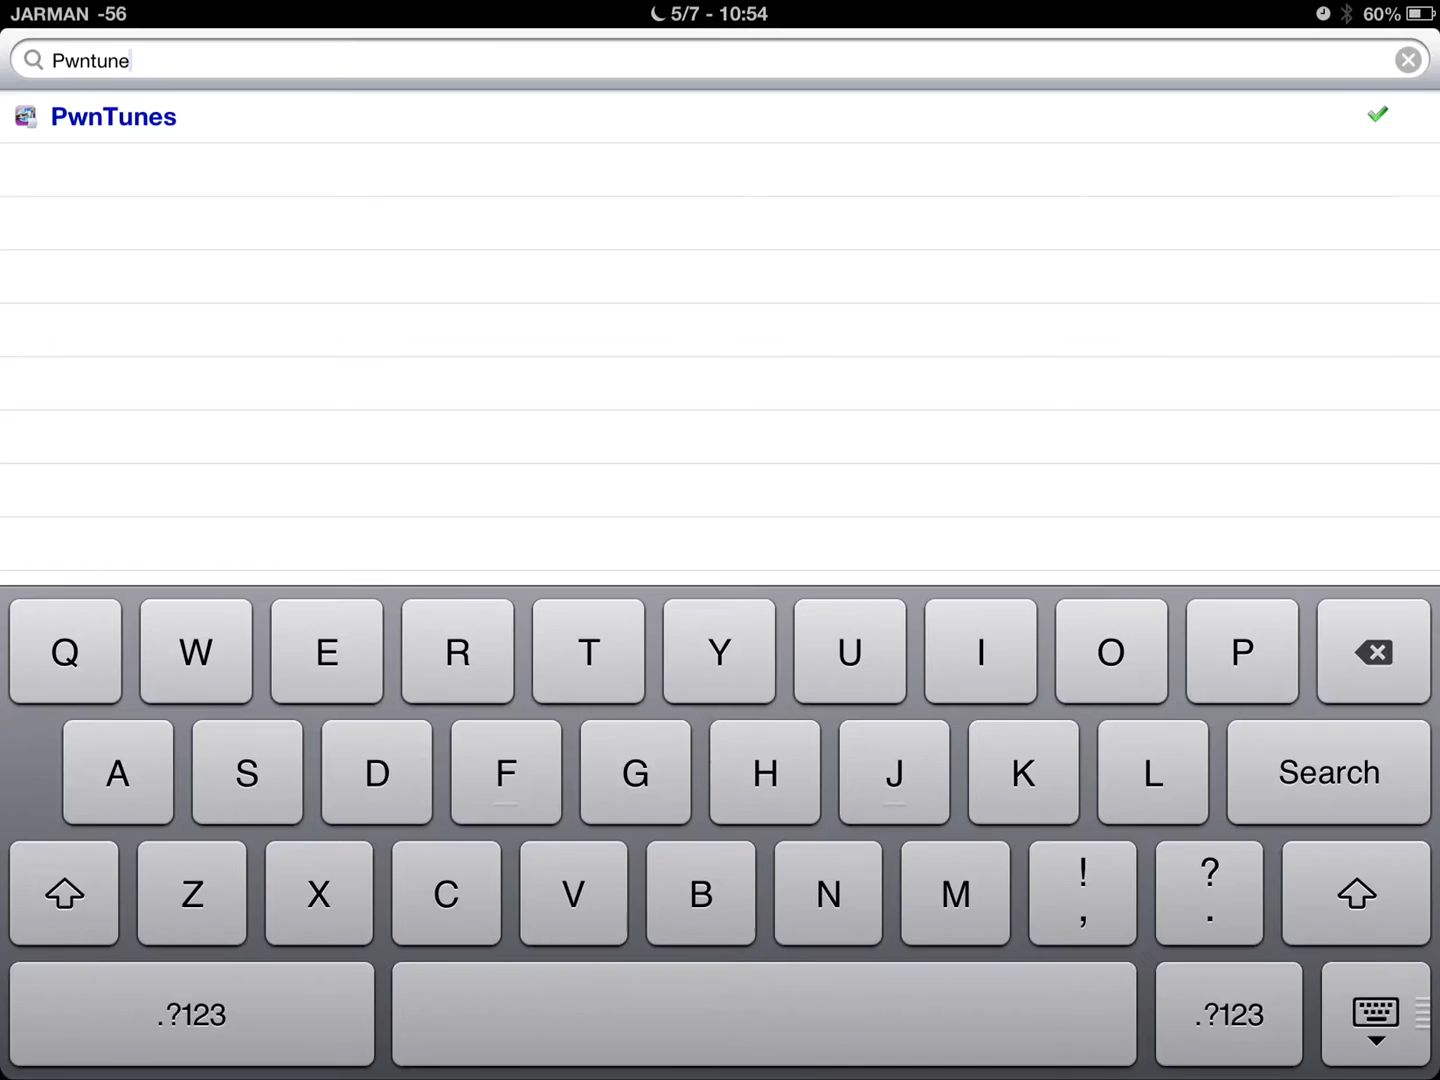 JARMAN -56 5/7 - 10:54 60%
Pwntune
PwnTunes
Q W E R T Y U I O P
A S D F G H J K L Search
Z X C V B N M ! , ? .
.?123 .?123